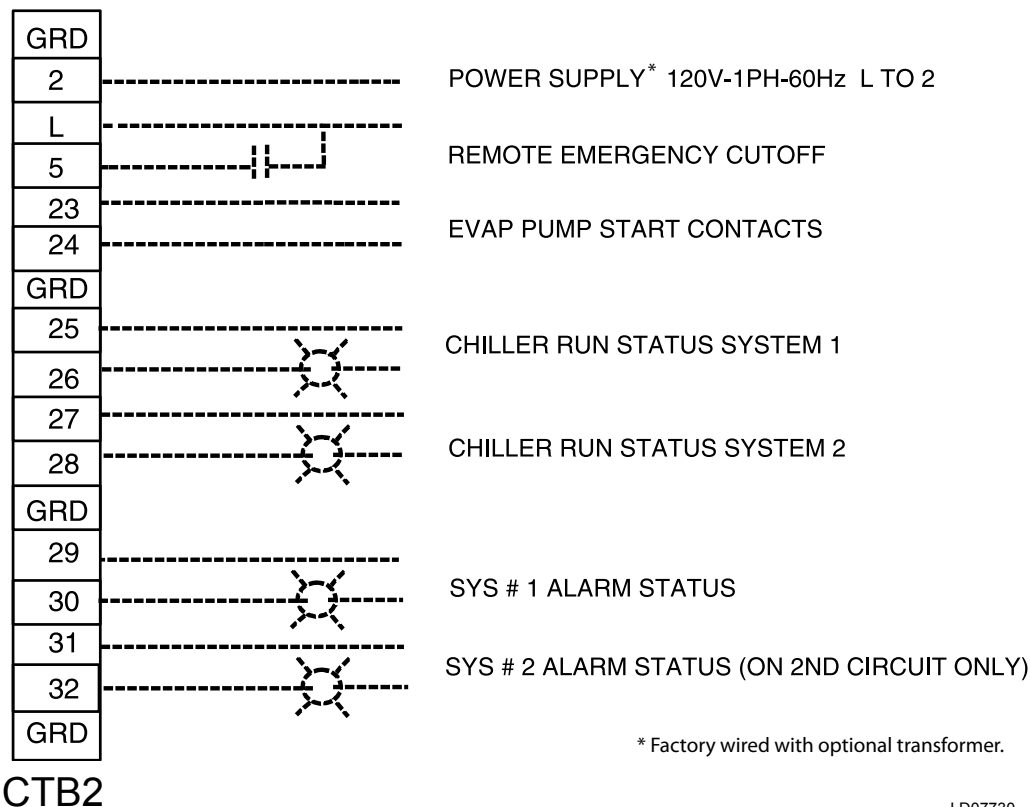 GRD
2
POWER SUPPLY* 120V-1PH-60Hz L TO 2
L
5
REMOTE EMERGENCY CUTOFF
23
EVAP PUMP START CONTACTS
24
GRD
25
CHILLER RUN STATUS SYSTEM 1
26
27
CHILLER RUN STATUS SYSTEM 2
28
GRD
29
SYS # 1 ALARM STATUS
30
31
SYS # 2 ALARM STATUS (ON 2ND CIRCUIT ONLY)
32
GRD
* Factory wired with optional transformer.
CTB2